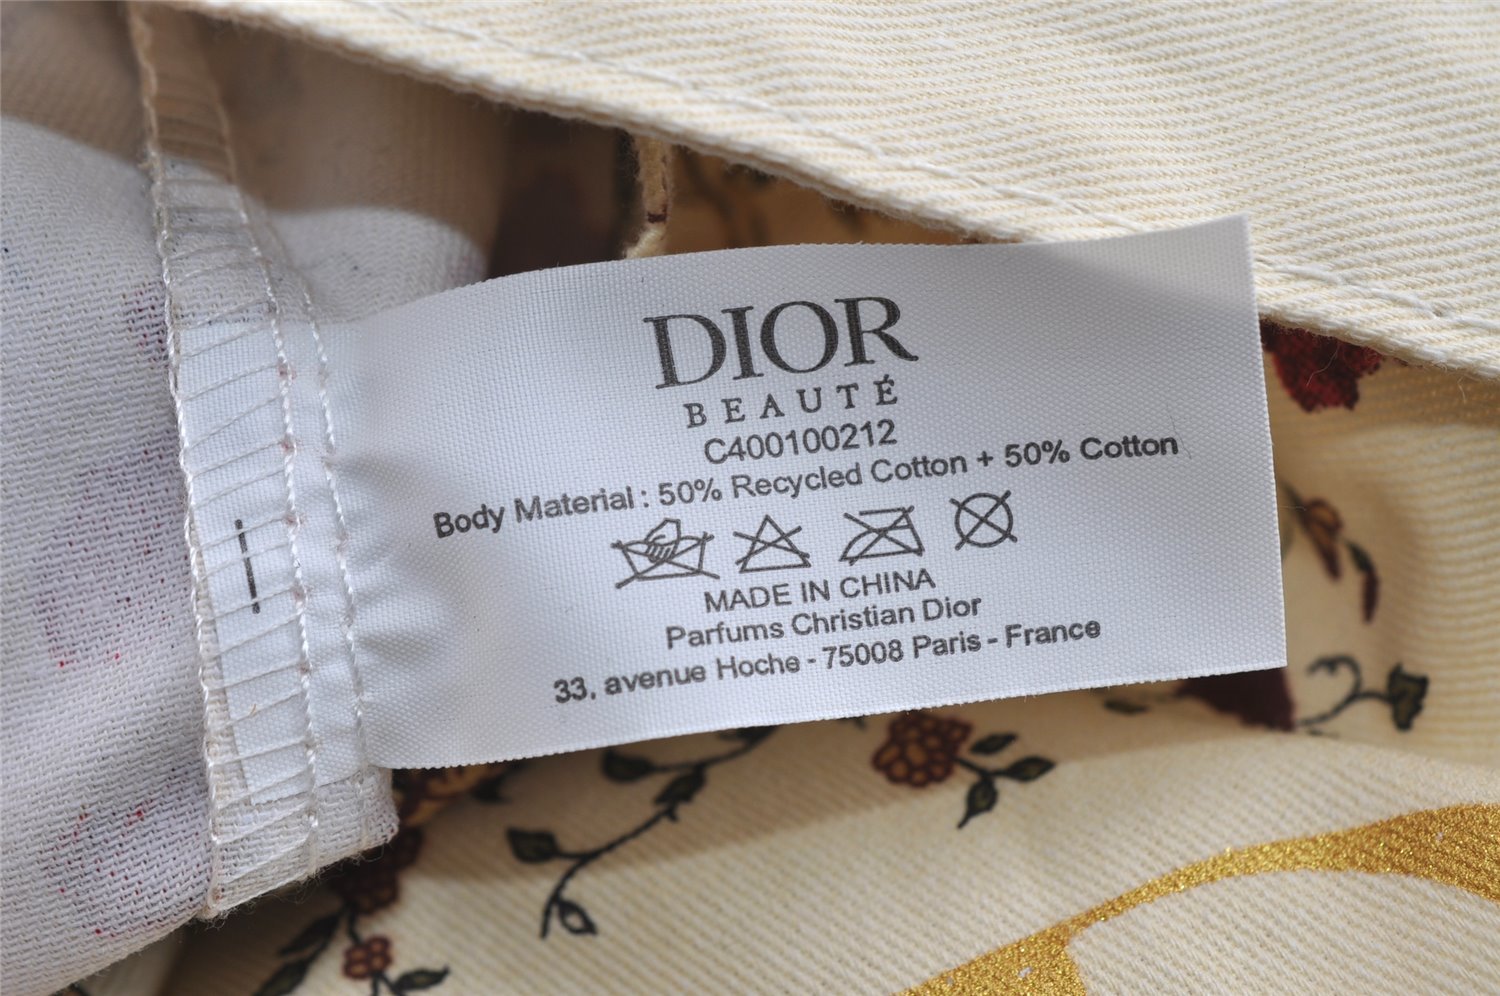 DIOR
BEAUTÉ
C400100212
Body Material : 50% Recycled Cotton + 50% Cotton
MADE IN CHINA
Parfums Christian Dior
33, avenue Hoche - 75008 Paris - France